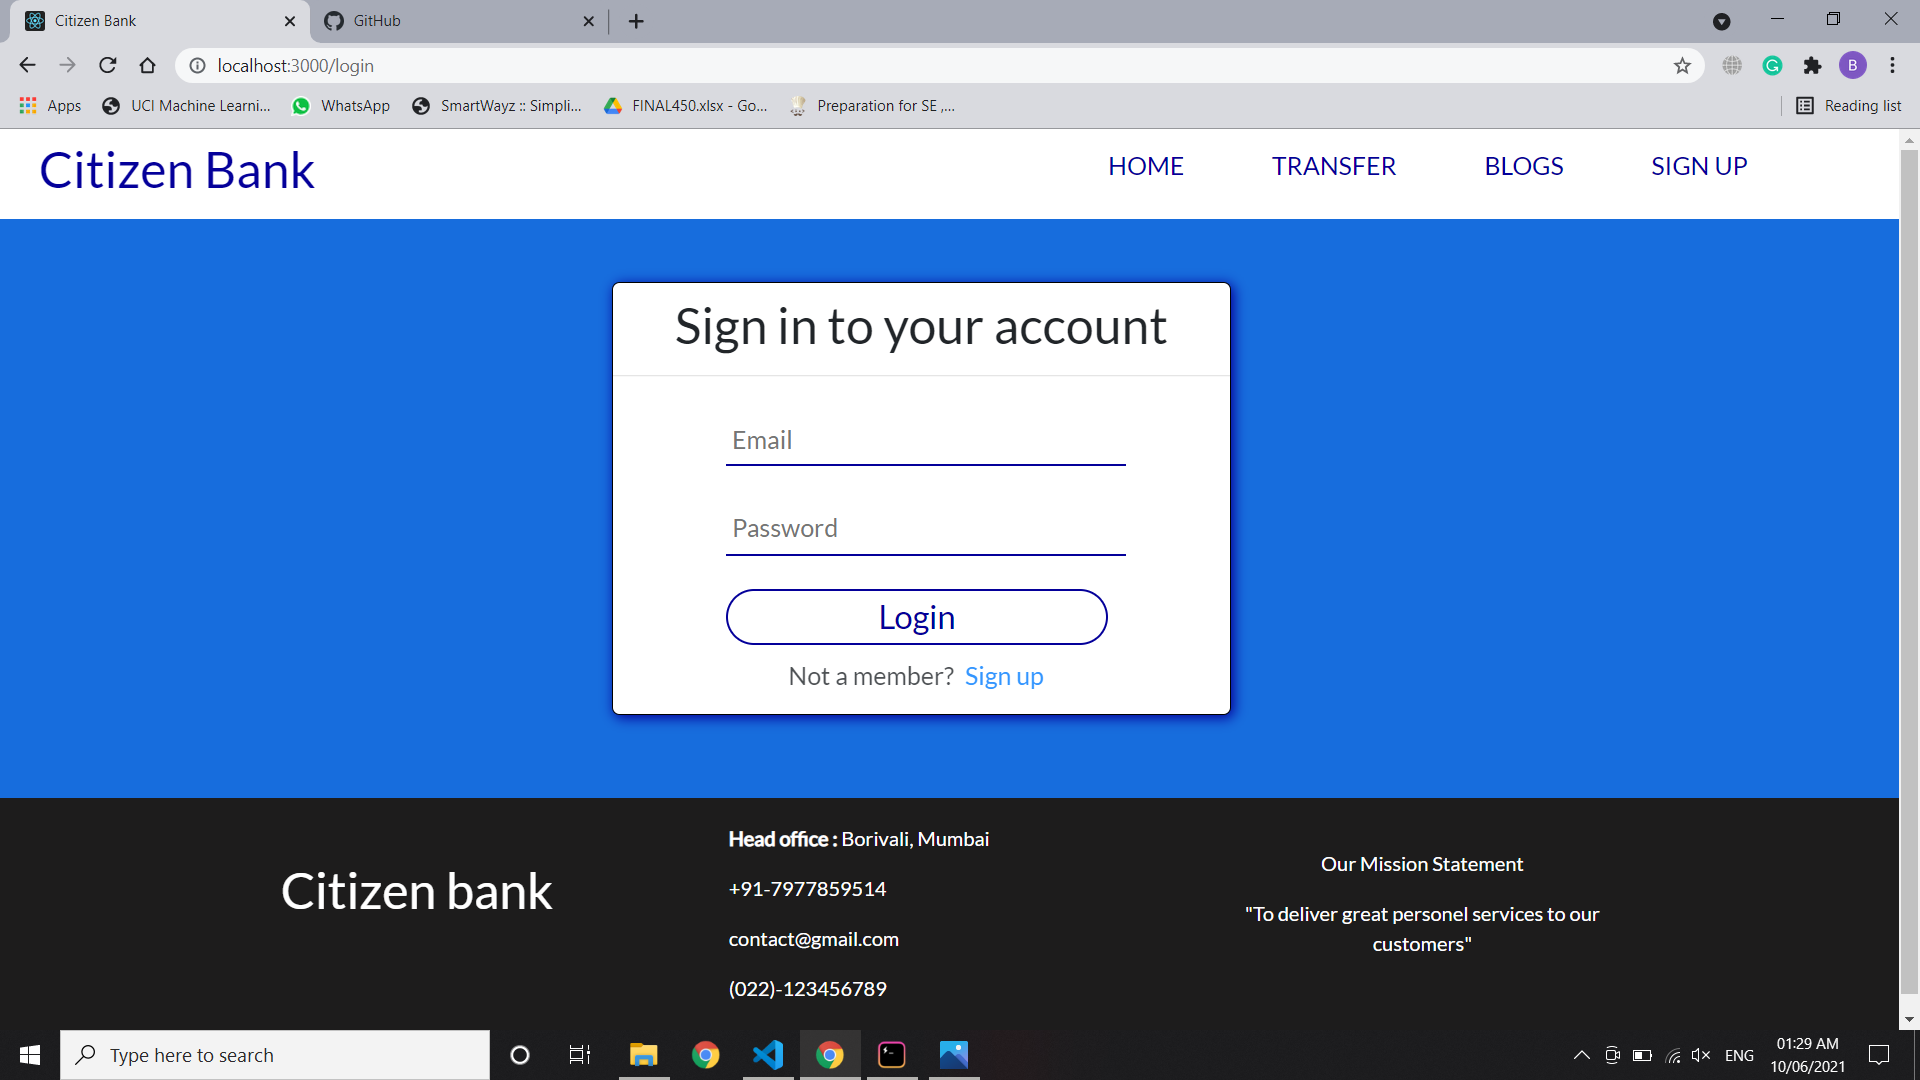 Citizen Bank
GitHub
localhost:3000/login
B
Apps
UCI Machine Learni...
WhatsApp
SmartWayz :: Simpli...
FINAL450.xlsx - Go...
Preparation for SE ,...
Reading list
Citizen Bank
HOME
TRANSFER
BLOGS
SIGN UP
Sign in to your account
Email
Password
Login
Not a member? Sign up
Citizen bank
Head office : Borivali, Mumbai
+91-7977859514
contact@gmail.com
(022)-123456789
Our Mission Statement
"To deliver great personel services to our
customers"
Type here to search
ENG
01:29 AM
10/06/2021